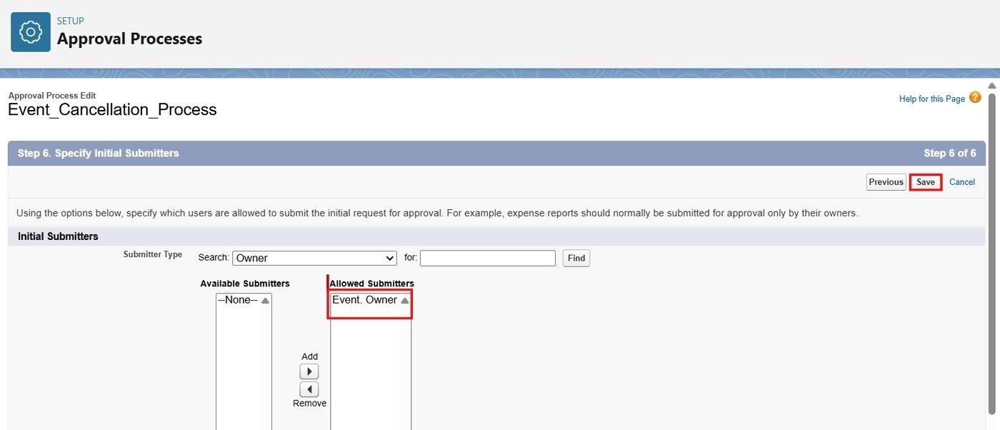 SETUP
Approval Processes
Approval Process Edit
Event_Cancellation_Process
Help for this Page ?
Step 6. Specify Initial Submitters Step 6 of 6
Previous Save Cancel
Using the options below, specify which users are allowed to submit the initial request for approval. For example, expense reports should normally be submitted for approval only by their owners.
Initial Submitters
Submitter Type Search: Owner for: Find
Available Submitters Allowed Submitters
--None-- Event. Owner
Add
Remove